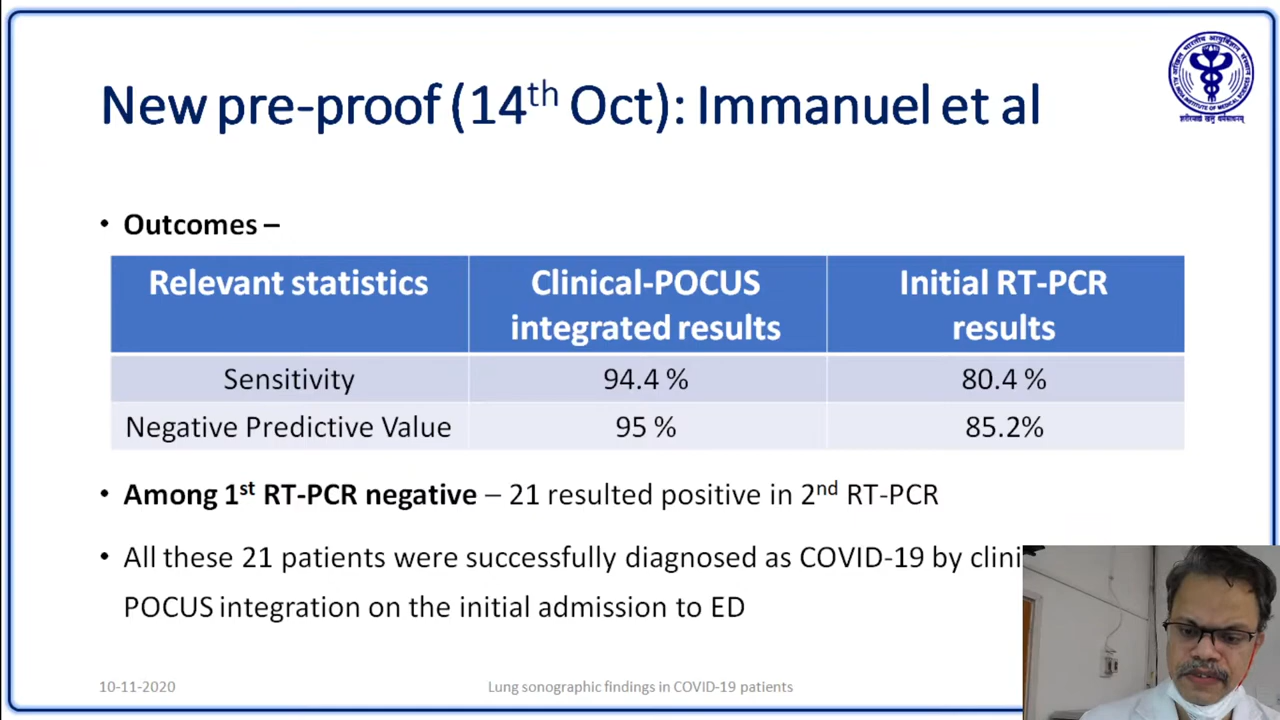 New pre-proof (14th Oct): Immanuel et al
• Outcomes –
Relevant statistics
Clinical-POCUS
integrated results
Initial RT-PCR
results
Sensitivity
94.4 %
80.4 %
Negative Predictive Value
95 %
85.2%
• Among 1st RT-PCR negative – 21 resulted positive in 2nd RT-PCR
• All these 21 patients were successfully diagnosed as COVID-19 by
POCUS integration on the initial admission to ED
10-11-2020
Lung sonographic findings in COVID-19 patients